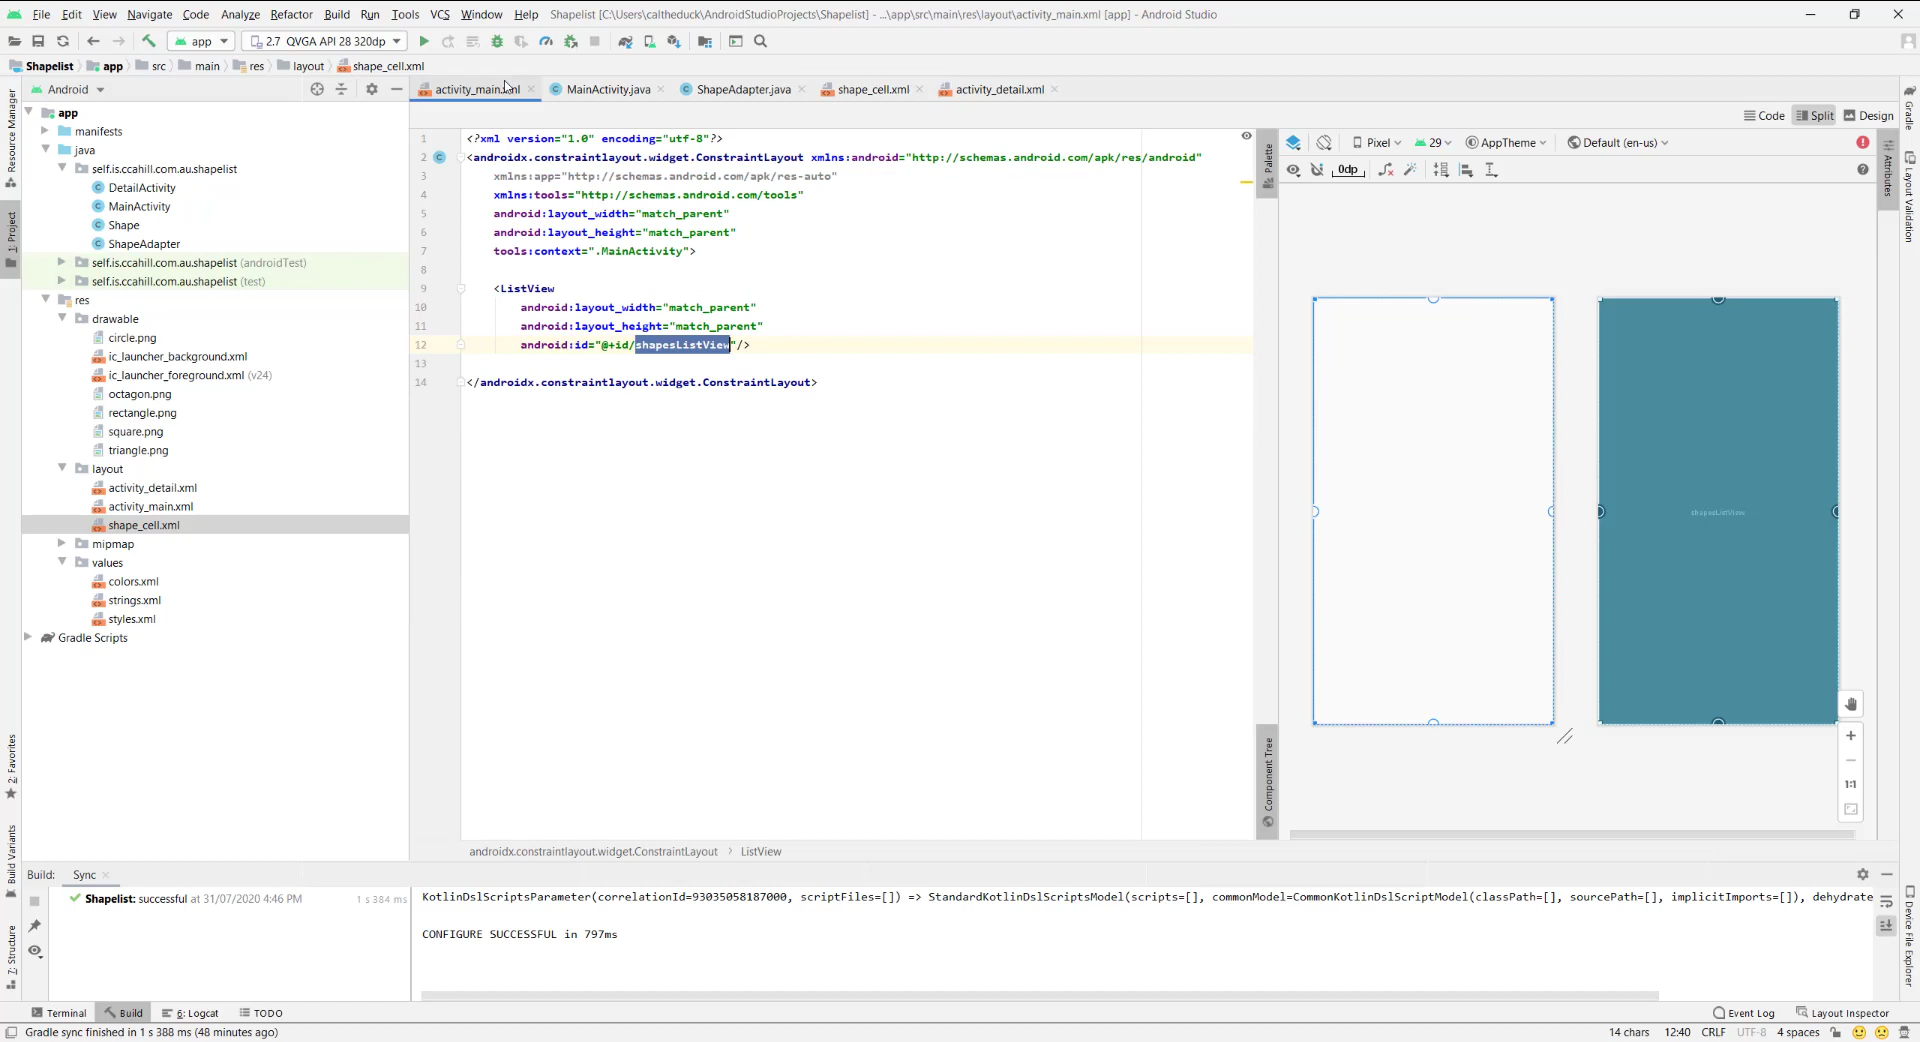 File Edit View Navigate Code Analyze Refactor Build Run Tools VCS Window Help Shapelist [C:\Users\caltheduck\AndroidStudioProjects\Shapelist] - ...\app\src\main\res\layout\activity_main.xml [app] - Android Studio
app 2.7 QVGA API 28 320dp
Shapelist app src main res layout shape_cell.xml
Android
activity_main.xml MainActivity.java ShapeAdapter.java shape_cell.xml activity_detail.xml
Code Split Design
app
manifests
java
self.is.ccahill.com.au.shapelist
DetailActivity
MainActivity
Shape
ShapeAdapter
self.is.ccahill.com.au.shapelist (androidTest)
self.is.ccahill.com.au.shapelist (test)
res
drawable
circle.png
ic_launcher_background.xml
ic_launcher_foreground.xml (v24)
octagon.png
rectangle.png
square.png
triangle.png
layout
activity_detail.xml
activity_main.xml
shape_cell.xml
mipmap
values
colors.xml
strings.xml
styles.xml
Gradle Scripts
Resource Manager
1: Project
2: Favorites
Build Variants
7: Structure
1 <?xml version="1.0" encoding="utf-8"?>
2 <androidx.constraintlayout.widget.ConstraintLayout xmlns:android="http://schemas.android.com/apk/res/android"
3 xmlns:app="http://schemas.android.com/apk/res-auto"
4 xmlns:tools="http://schemas.android.com/tools"
5 android:layout_width="match_parent"
6 android:layout_height="match_parent"
7 tools:context=".MainActivity">
8
9 <ListView
10 android:layout_width="match_parent"
11 android:layout_height="match_parent"
12 android:id="@+id/shapesListView"/>
13
14 </androidx.constraintlayout.widget.ConstraintLayout>
androidx.constraintlayout.widget.ConstraintLayout › ListView
Palette
Component Tree
Pixel 29 AppTheme Default (en-us)
0dp
shapesListView
1:1
Attributes
Gradle
Layout Validation
Device File Explorer
Build: Sync
Shapelist: successful at 31/07/2020 4:46 PM 1 s 384 ms
KotlinDslScriptsParameter(correlationId=93035058187000, scriptFiles=[]) => StandardKotlinDslScriptsModel(scripts=[], commonModel=CommonKotlinDslScriptModel(classPath=[], sourcePath=[], implicitImports=[]), dehydrate
CONFIGURE SUCCESSFUL in 797ms
Terminal Build 6: Logcat TODO Event Log Layout Inspector
Gradle sync finished in 1 s 388 ms (48 minutes ago) 14 chars 12:40 CRLF UTF-8 4 spaces